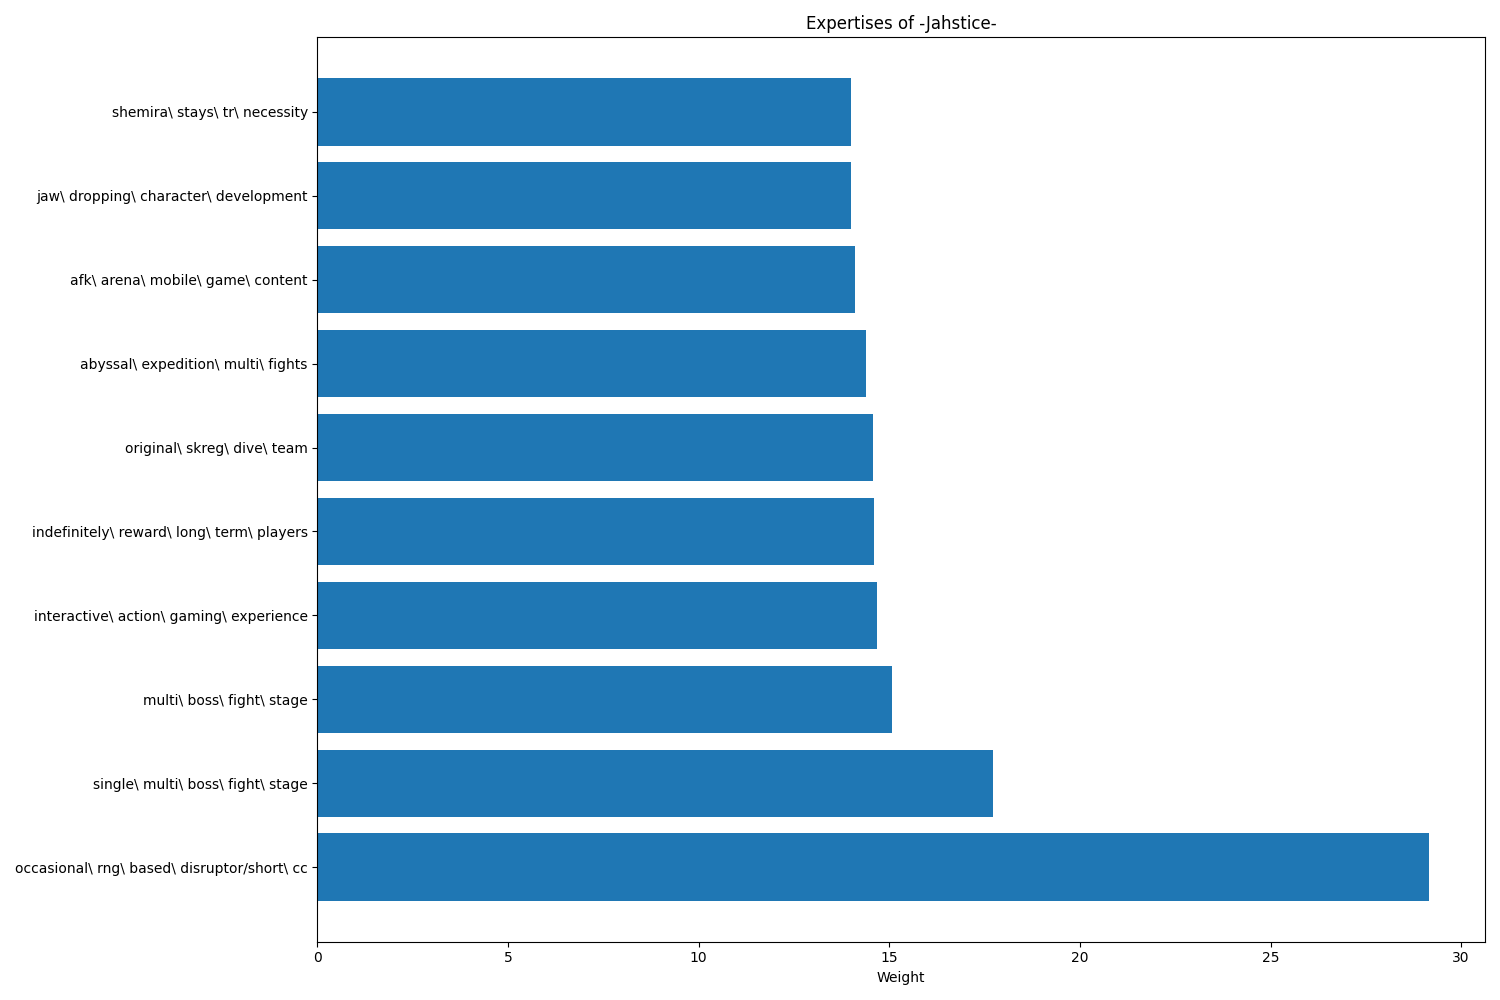 Expertises of -Jahstice-
shemira\ stays\ tr\ necessity
jaw\ dropping\ character\ development
afk\ arena\ mobile\ game\ content
abyssal\ expedition\ multi\ fights
original\ skreg\ dive\ team
indefinitely\ reward\ long\ term\ players
interactive\ action\ gaming\ experience
multi\ boss\ fight\ stage
single\ multi\ boss\ fight\ stage
occasional\ rng\ based\ disruptor/short\ cc
0 5 10 15 20 25 30
Weight